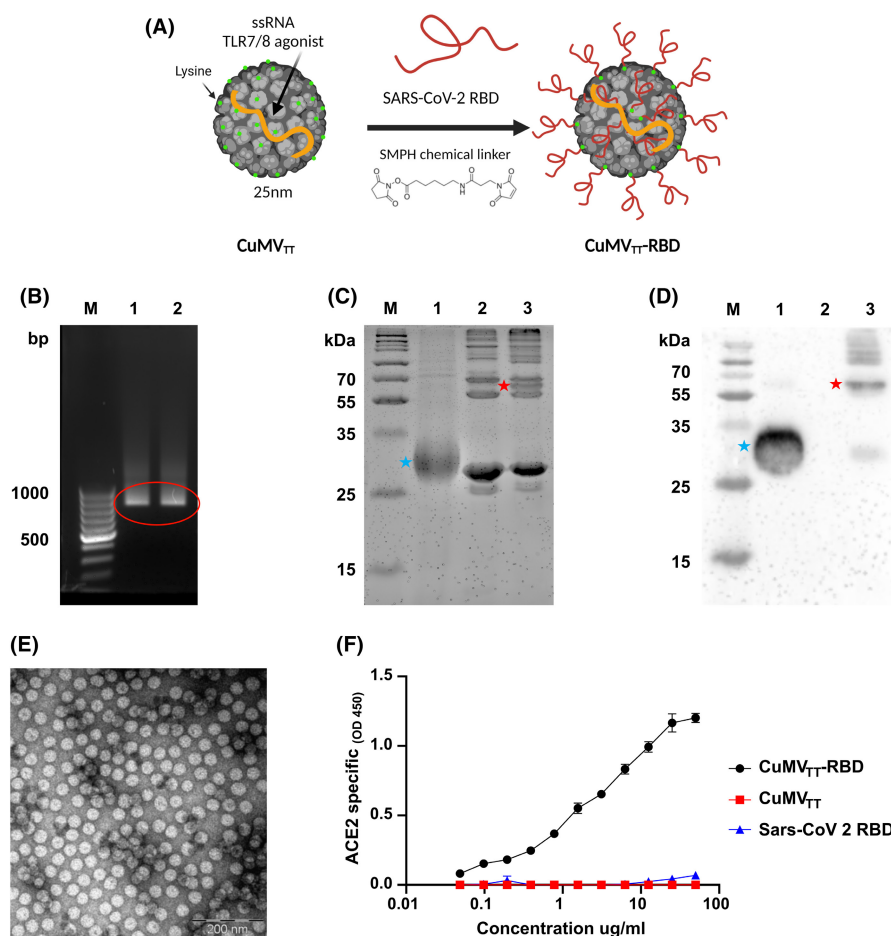 (A)
ssRNA
TLR7/8 agonist
Lysine
25nm
CuMVTT
SARS-CoV-2 RBD
SMPH chemical linker
O
O
N
O
O
O
NH
O
O
N
O
CuMVTT-RBD
(B)
M 1 2
bp
1000
500
(C)
M 1 2 3
kDa
70
55
35
25
15
(D)
M 1 2 3
kDa
70
55
35
25
15
(E)
200 nm
(F)
ACE2 specific (OD 450)
1.5
1.0
0.5
0.0
0.01 0.1 1 10 100
Concentration ug/ml
CuMVTT-RBD
CuMVTT
Sars-CoV 2 RBD